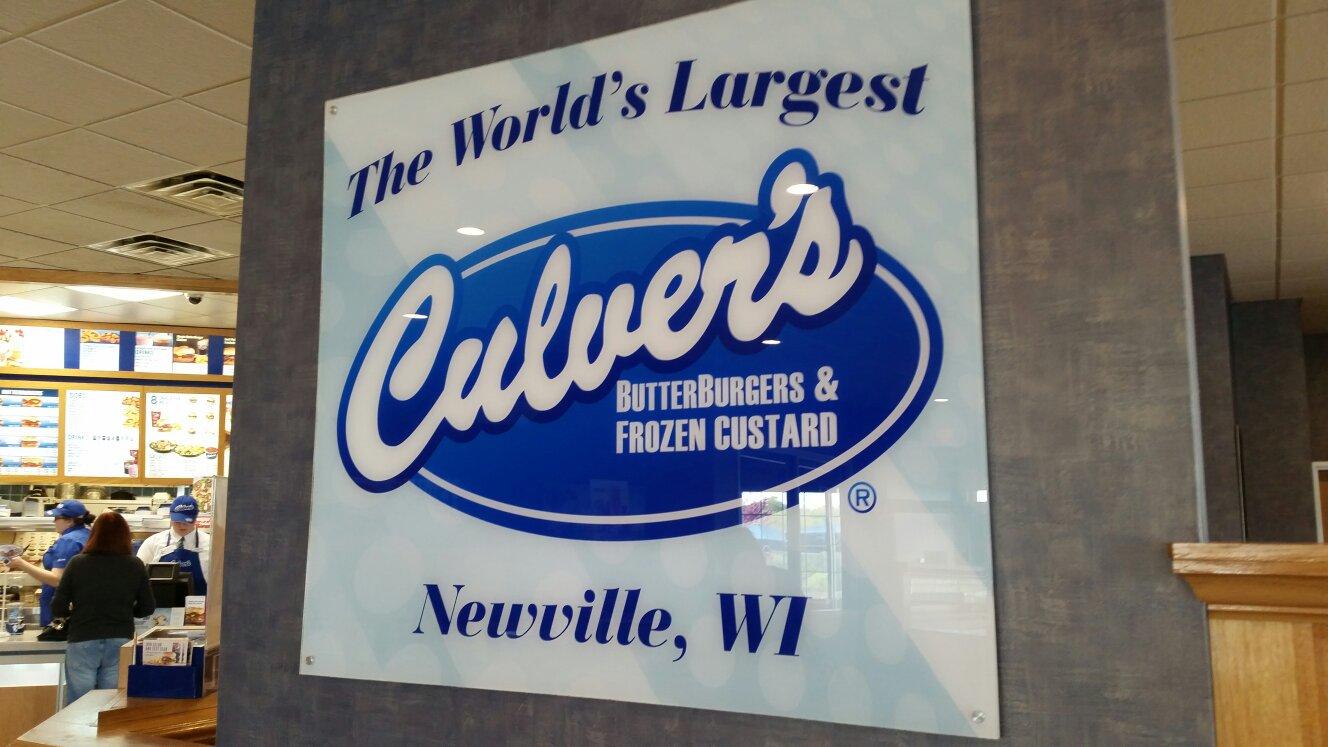 The World's Largest
Culver's
BUTTERBURGERS &
FROZEN CUSTARD
®
Newville, WI